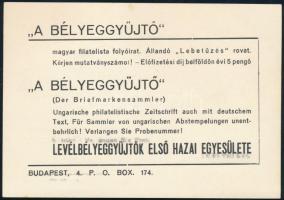 „A BÉLYEGGYÜJTŐ“
magyar filatelista folyóirat. Állandó „Lebetüzés“ rovat.
Kérjen mutatványszámot! – Előfizetési díj belföldön évi 5 pengő
„A BÉLYEGGYÜJTŐ“
(Der Briefmarkensammler)
Ungarische philatelistische Zeitschrift auch mit deutschem
Text, Für Sammler von ungarischen Abstempelungen unent-
behrlich! Verlangen Sie Probenummer!
LEVÉLBÉLYEGGYÜJTŐK ELSŐ HAZAI EGYESÜLETE
BUDAPEST, 4. P. O. BOX. 174.